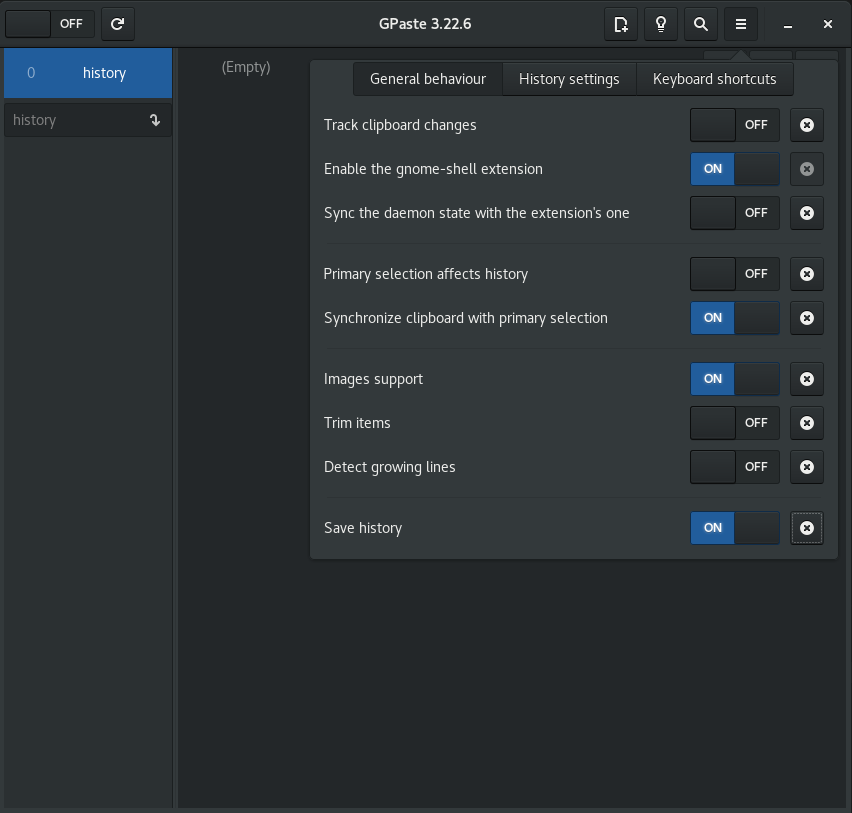 OFF GPaste 3.22.6
0 history
(Empty)
history
General behaviour History settings Keyboard shortcuts
Track clipboard changes OFF
Enable the gnome-shell extension ON
Sync the daemon state with the extension's one OFF
Primary selection affects history OFF
Synchronize clipboard with primary selection ON
Images support ON
Trim items OFF
Detect growing lines OFF
Save history ON